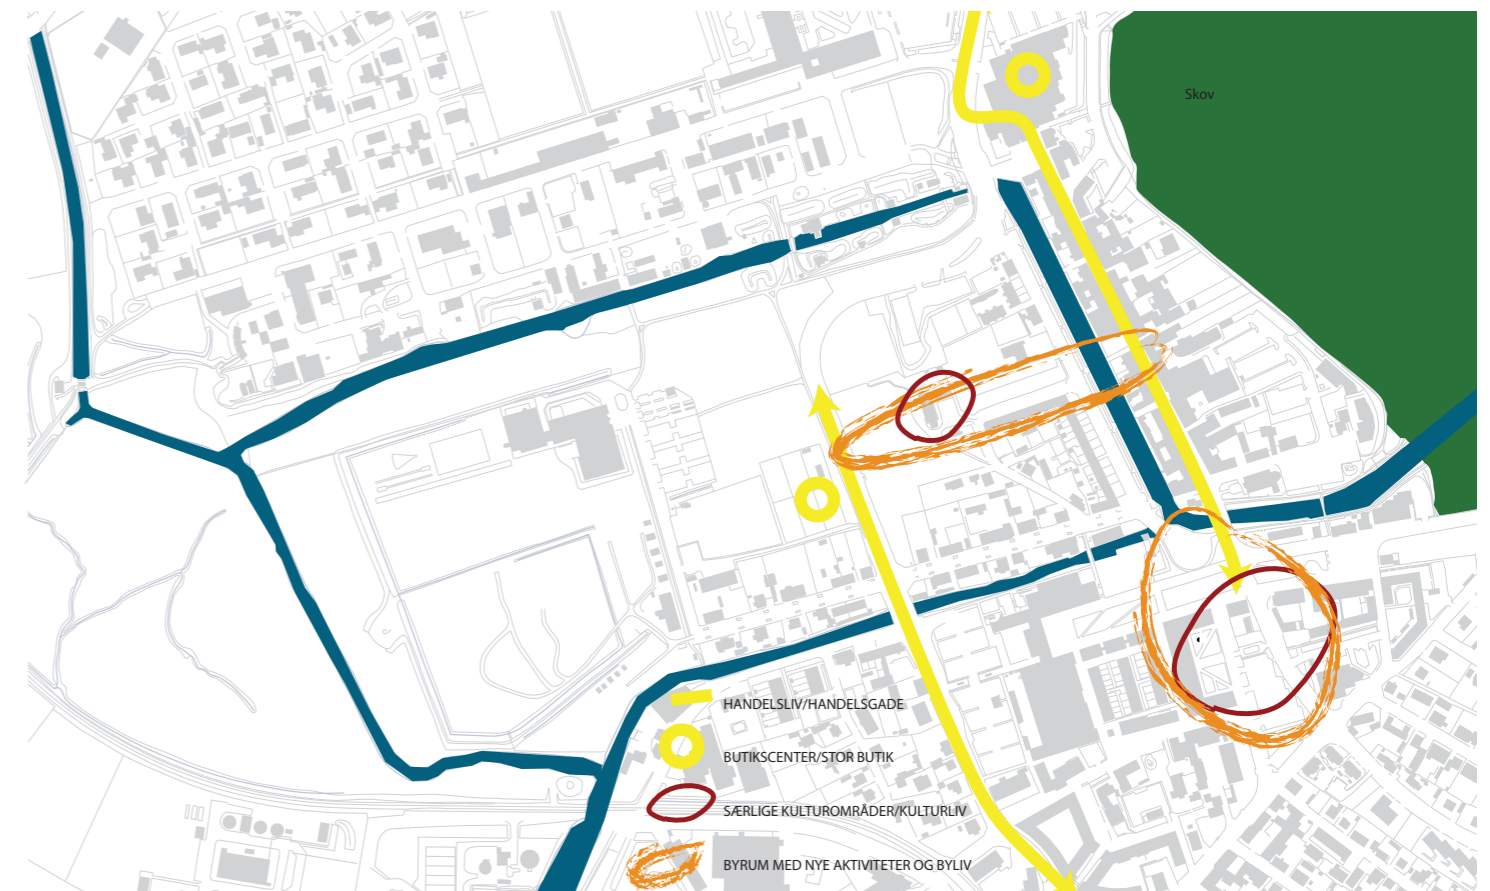 Skov
HANDELSLIV/HANDELSGADE
BUTIKSCENTER/STOR BUTIK
SÆRLIGE KULTUROMRÅDER/KULTURLIV
BYRUM MED NYE AKTIVITETER OG BYLIV